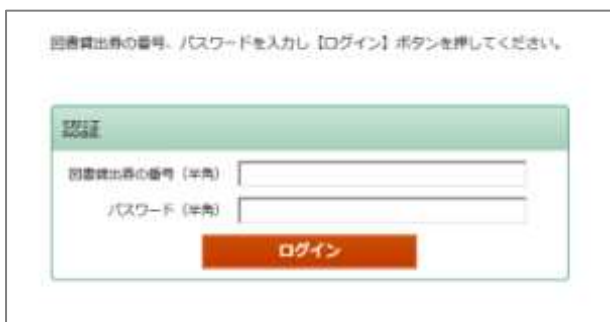 図書貸出券の番号、パスワードを入力し【ログイン】ボタンを押してください。
図書貸出券の番号（半角）
パスワード（半角）
ログイン